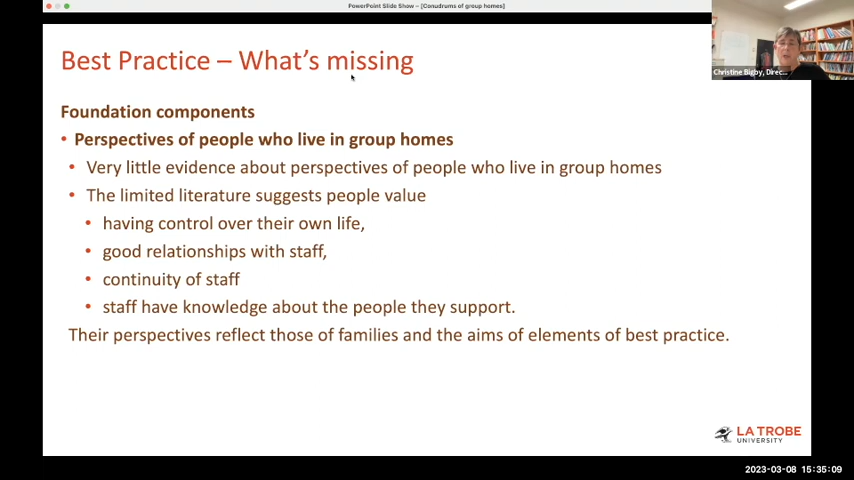 PowerPoint Slide Show – [Conudrums of group homes]
Christine Bigby, Direc...
Best Practice – What's missing
Foundation components
• Perspectives of people who live in group homes
• Very little evidence about perspectives of people who live in group homes
• The limited literature suggests people value
• having control over their own life,
• good relationships with staff,
• continuity of staff
• staff have knowledge about the people they support.
Their perspectives reflect those of families and the aims of elements of best practice.
LA TROBE
UNIVERSITY
2023-03-08 15:35:09